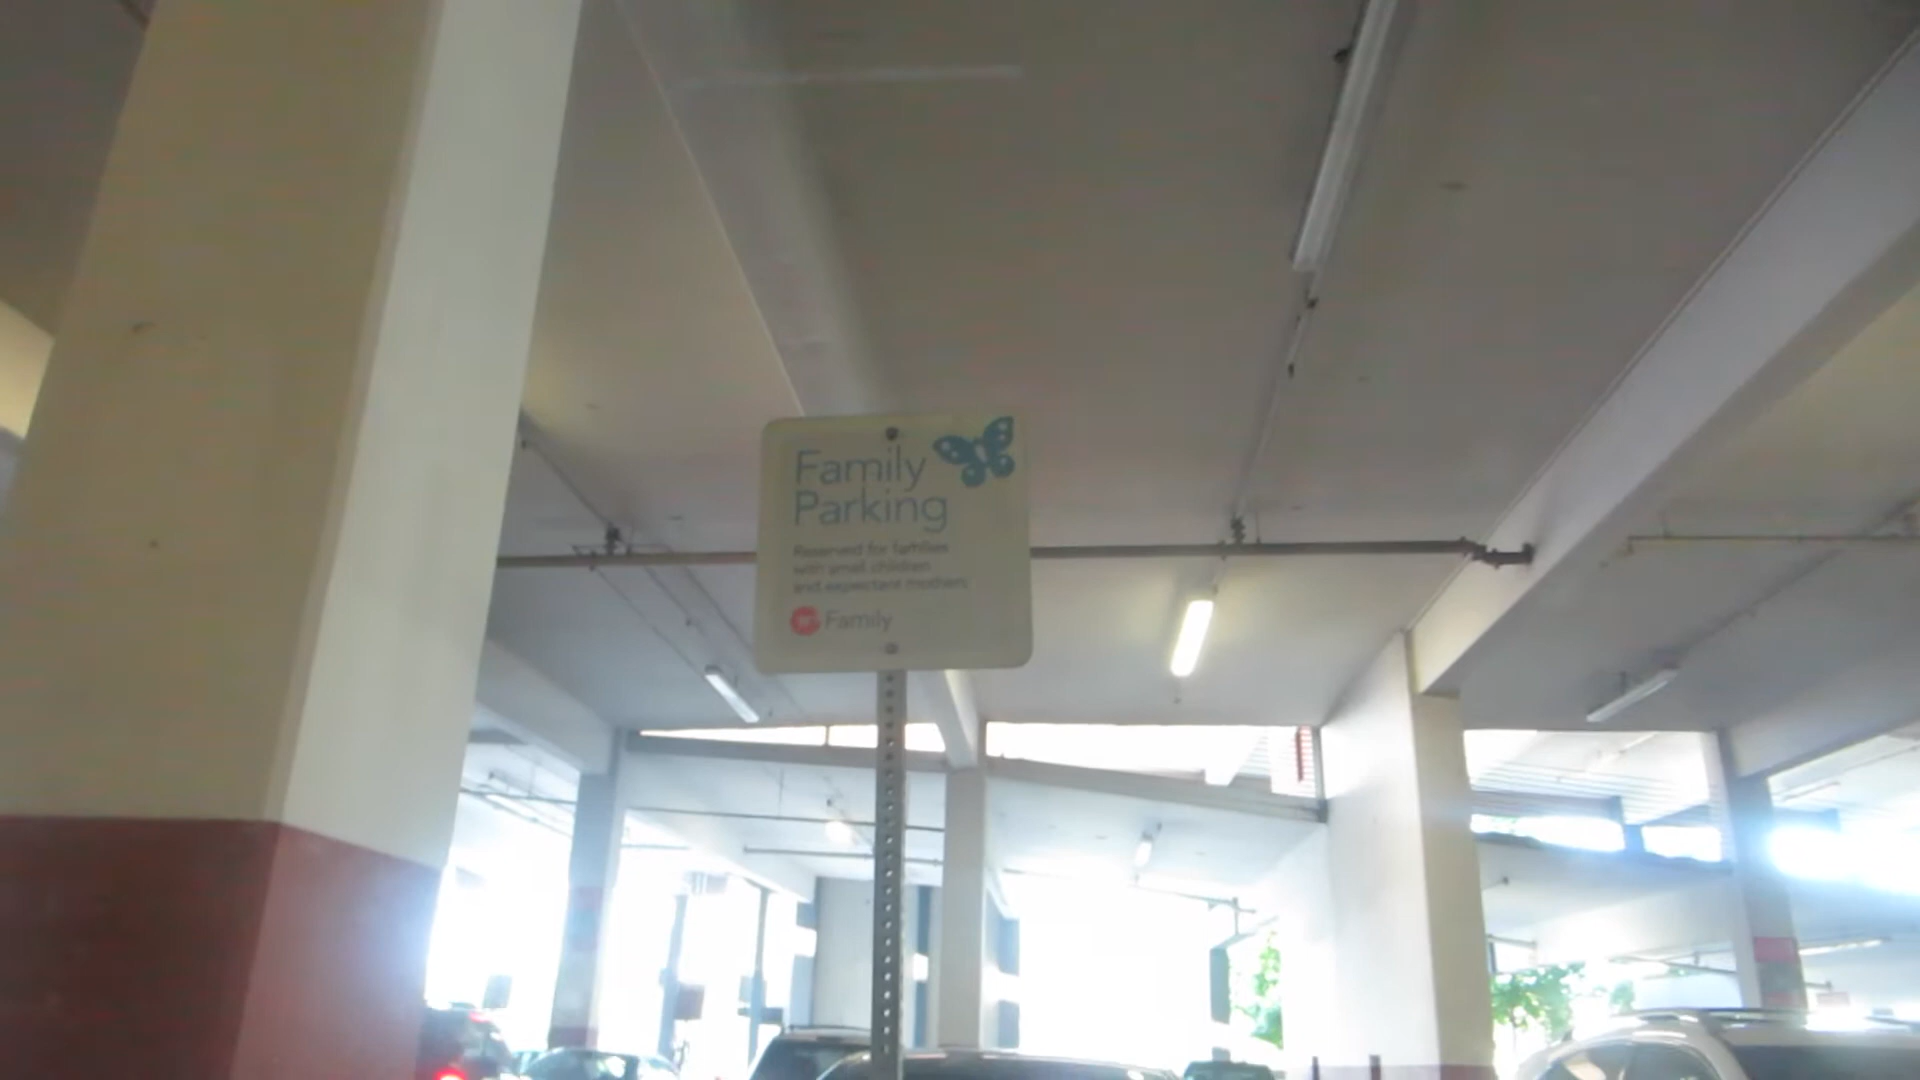 Family
Parking
Reserved for families
with small children
and expectant mothers
Family